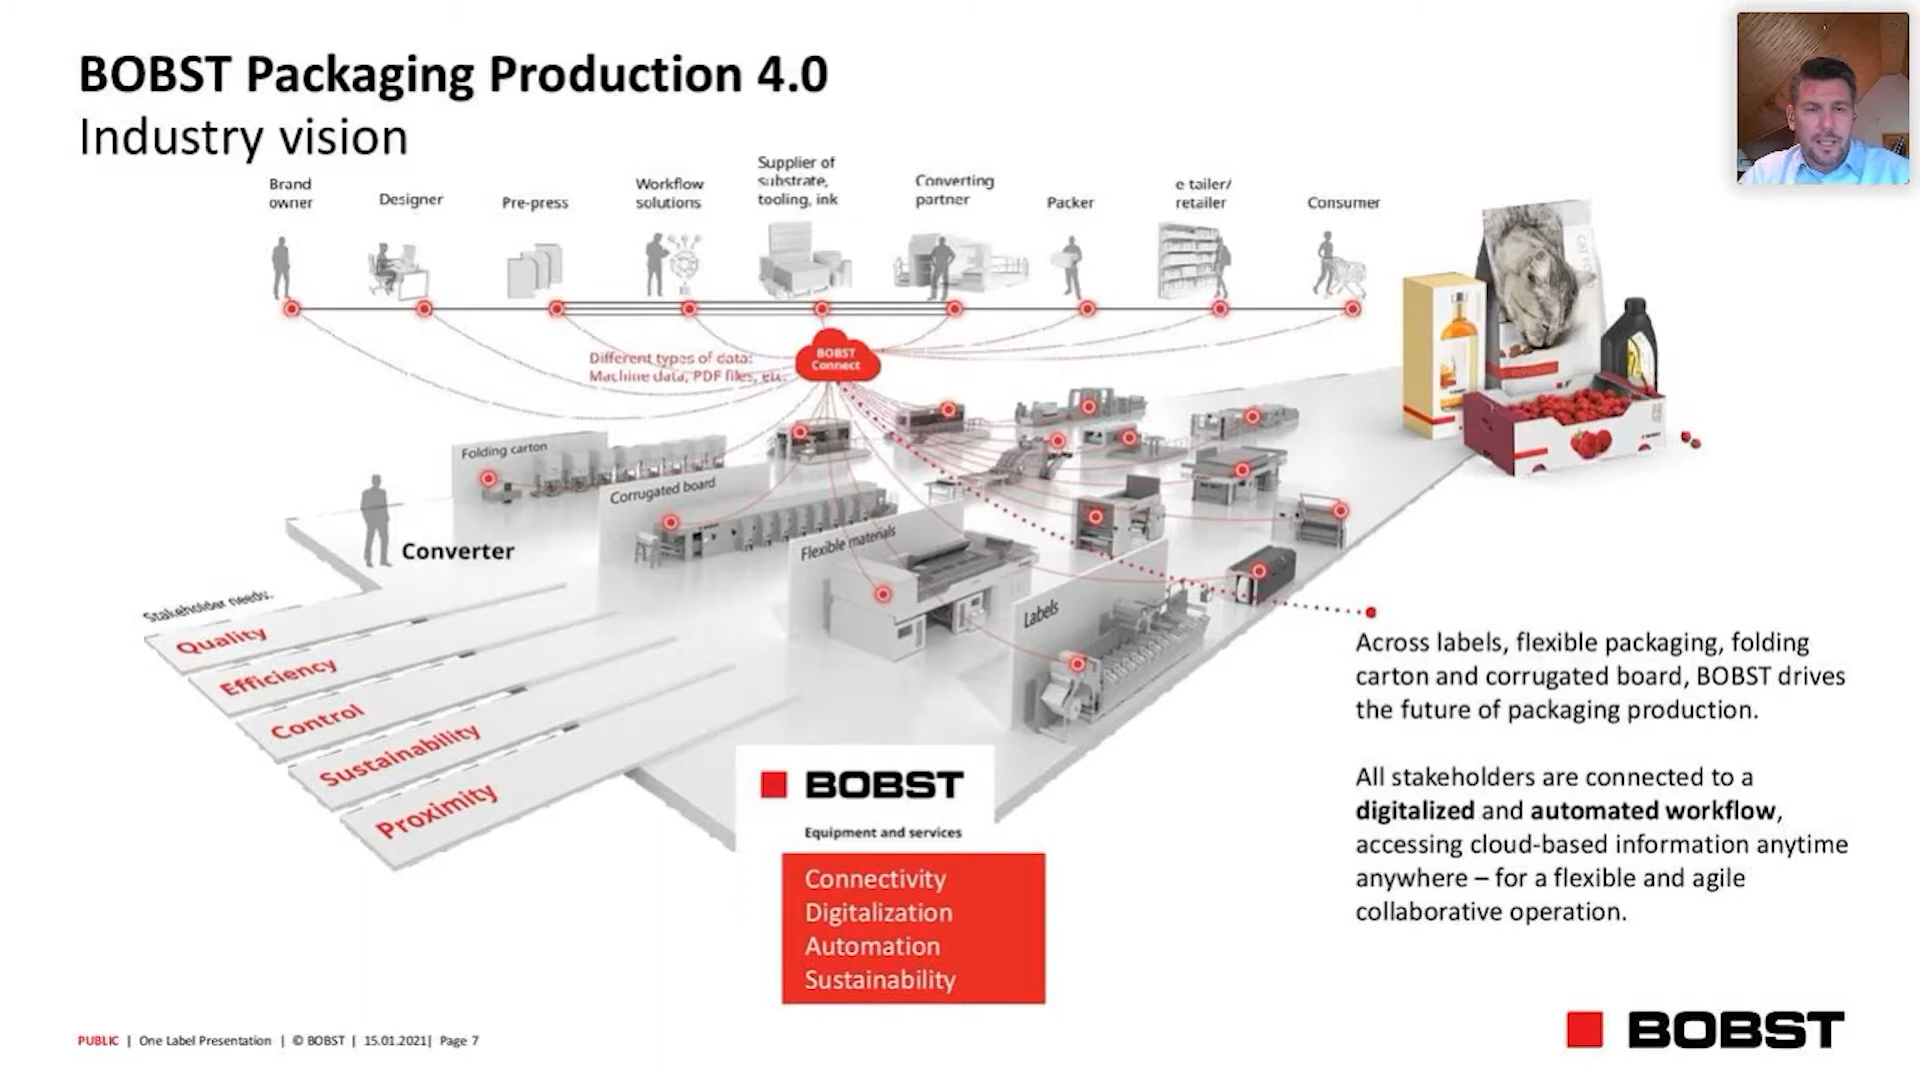 BOBST Packaging Production 4.0
Industry vision
Brand
owner
Designer
Pre-press
Workflow
solutions
Supplier of
substrate,
tooling, ink
Converting
partner
Packer
e tailer/
retailer
Consumer
Different types of data:
Machine data, PDF files, etc.
BOBST
Connect
Folding carton
Corrugated board
Flexible materials
Labels
Converter
Stakeholder needs:
Quality
Efficiency
Control
Sustainability
Proximity
BOBST
Equipment and services
Connectivity
Digitalization
Automation
Sustainability
Across labels, flexible packaging, folding
carton and corrugated board, BOBST drives
the future of packaging production.
All stakeholders are connected to a
digitalized and automated workflow,
accessing cloud-based information anytime
anywhere – for a flexible and agile
collaborative operation.
PUBLIC | One Label Presentation | © BOBST | 15.01.2021| Page 7
BOBST